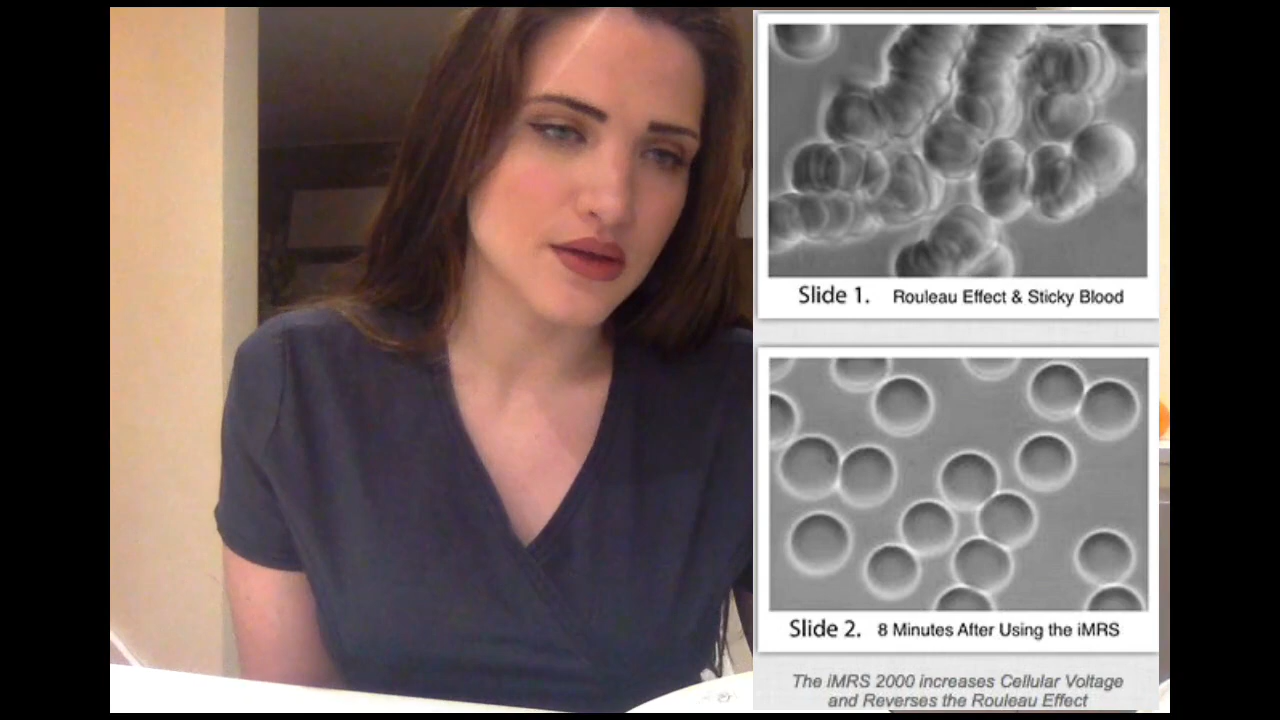 Slide 1. Rouleau Effect & Sticky Blood
Slide 2. 8 Minutes After Using the iMRS
The iMRS 2000 increases Cellular Voltage
and Reverses the Rouleau Effect